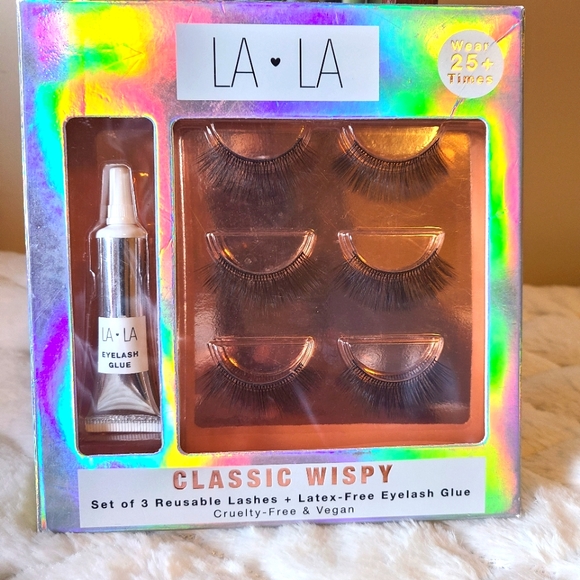 LA♥LA
Wear
25+
Times
LA•LA
EYELASH
GLUE
CLASSIC WISPY
Set of 3 Reusable Lashes + Latex-Free Eyelash Glue
Cruelty-Free & Vegan